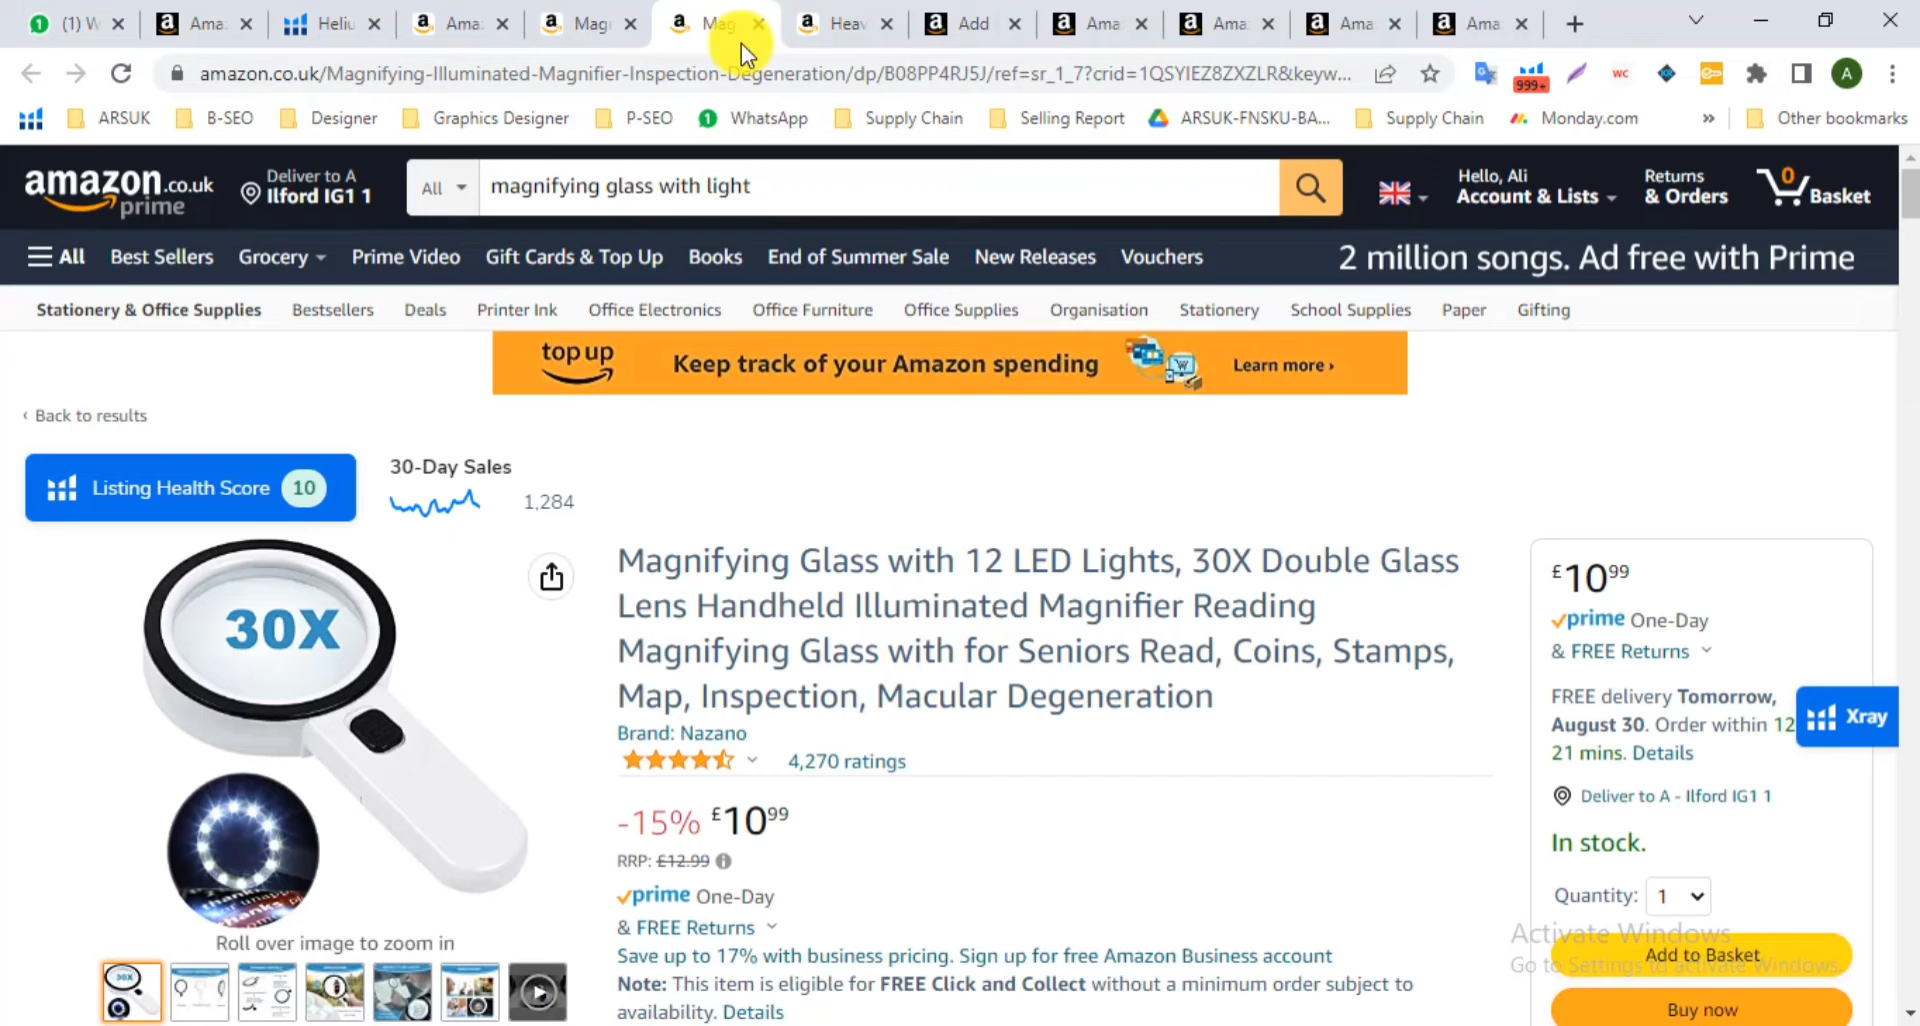 (1) W
Ama
Heliu
Ama
Magi
Mag
Heav
Add
Ama
Ama
Ama
Ama
amazon.co.uk/Magnifying-Illuminated-Magnifier-Inspection-Degeneration/dp/B08PP4RJ5J/ref=sr_1_7?crid=1QSYIEZ8ZXZLR&keyw...
WC
999+
A
ARSUK
B-SEO
Designer
Graphics Designer
P-SEO
1 WhatsApp
Supply Chain
Selling Report
ARSUK-FNSKU-BA...
Supply Chain
Monday.com
»
Other bookmarks
amazon.co.uk
prime
Deliver to A
Ilford IG1 1
All
magnifying glass with light
Hello, Ali
Account & Lists
Returns
& Orders
0
Basket
All
Best Sellers
Grocery
Prime Video
Gift Cards & Top Up
Books
End of Summer Sale
New Releases
Vouchers
2 million songs. Ad free with Prime
Stationery & Office Supplies
Bestsellers
Deals
Printer Ink
Office Electronics
Office Furniture
Office Supplies
Organisation
Stationery
School Supplies
Paper
Gifting
top up
Keep track of your Amazon spending
Learn more ›
‹ Back to results
Listing Health Score 10
30-Day Sales
1,284
30X
Roll over image to zoom in
Magnifying Glass with 12 LED Lights, 30X Double Glass
Lens Handheld Illuminated Magnifier Reading
Magnifying Glass with for Seniors Read, Coins, Stamps,
Map, Inspection, Macular Degeneration
Brand: Nazano
4,270 ratings
-15% £10.99
RRP: £12.99
prime One-Day
& FREE Returns
Save up to 17% with business pricing. Sign up for free Amazon Business account
Note: This item is eligible for FREE Click and Collect without a minimum order subject to
availability. Details
£10.99
prime One-Day
& FREE Returns
FREE delivery Tomorrow,
August 30. Order within 12
21 mins. Details
Xray
Deliver to A - Ilford IG1 1
In stock.
Quantity: 1
Activate Windows
Go to Settings to activate Windows.
Add to Basket
Buy now